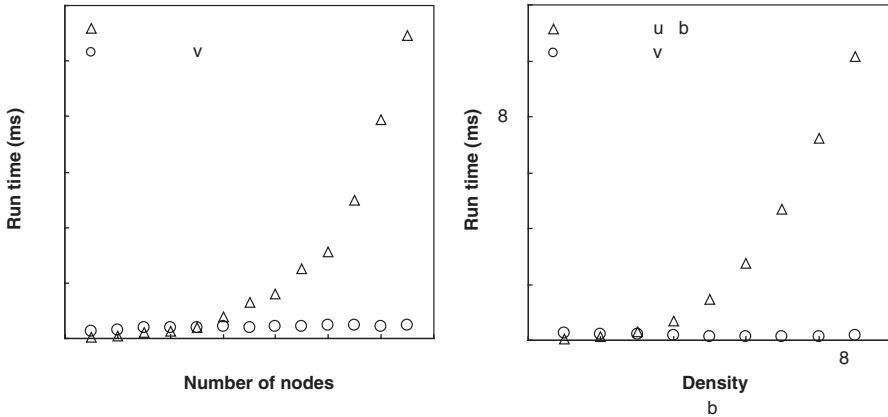 v
Run time (ms)
Number of nodes
u b
v
8
Run time (ms)
8
Density
b